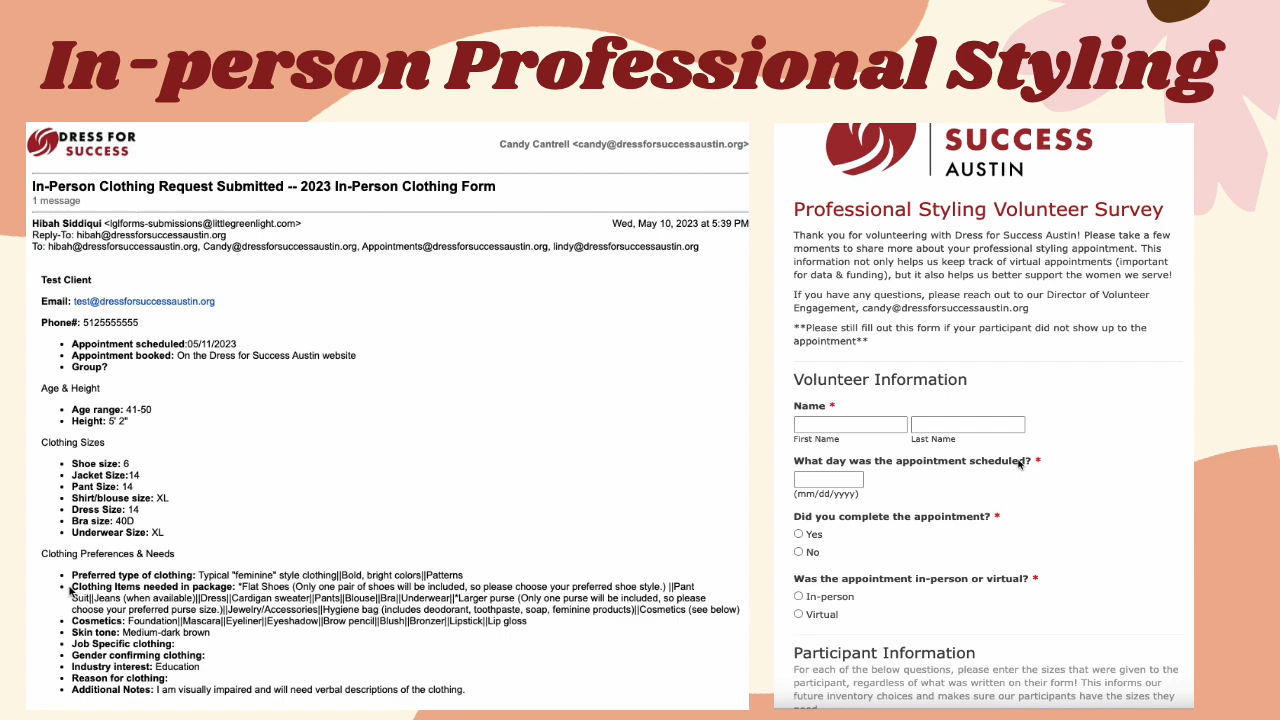 In-person Professional Styling
DRESS FOR
SUCCESS
Candy Cantrell <candy@dressforsuccessaustin.org>
In-Person Clothing Request Submitted -- 2023 In-Person Clothing Form
1 message
Hibah Siddiqui <lglforms-submissions@littlegreenlight.com>
Wed, May 10, 2023 at 5:39 PM
Reply-To: hibah@dressforsuccessaustin.org
To: hibah@dressforsuccessaustin.org, Candy@dressforsuccessaustin.org, Appointments@dressforsuccessaustin.org, lindy@dressforsuccessaustin.org
Test Client
Email: test@dressforsuccessaustin.org
Phone#: 5125555555
• Appointment scheduled:05/11/2023
• Appointment booked: On the Dress for Success Austin website
• Group?
Age & Height
• Age range: 41-50
• Height: 5' 2"
Clothing Sizes
• Shoe size: 6
• Jacket Size:14
• Pant Size: 14
• Shirt/blouse size: XL
• Dress Size: 14
• Bra size: 40D
• Underwear Size: XL
Clothing Preferences & Needs
• Preferred type of clothing: Typical "feminine" style clothing||Bold, bright colors||Patterns
• Clothing Items needed in package: *Flat Shoes (Only one pair of shoes will be included, so please choose your preferred shoe style.) ||Pant
Suit||Jeans (when available)||Dress||Cardigan sweater||Pants||Blouse||Bra||Underwear||*Larger purse (Only one purse will be included, so please
choose your preferred purse size.)||Jewelry/Accessories||Hygiene bag (includes deodorant, toothpaste, soap, feminine products)||Cosmetics (see below)
• Cosmetics: Foundation||Mascara||Eyeliner||Eyeshadow||Brow pencil||Blush||Bronzer||Lipstick||Lip gloss
• Skin tone: Medium-dark brown
• Job Specific clothing:
• Gender confirming clothing:
• Industry interest: Education
• Reason for clothing:
• Additional Notes: I am visually impaired and will need verbal descriptions of the clothing.
SUCCESS
AUSTIN
Professional Styling Volunteer Survey
Thank you for volunteering with Dress for Success Austin! Please take a few
moments to share more about your professional styling appointment. This
information not only helps us keep track of virtual appointments (important
for data & funding), but it also helps us better support the women we serve!
If you have any questions, please reach out to our Director of Volunteer
Engagement, candy@dressforsuccessaustin.org
**Please still fill out this form if your participant did not show up to the
appointment**
Volunteer Information
Name *
First Name Last Name
What day was the appointment scheduled? *
(mm/dd/yyyy)
Did you complete the appointment? *
Yes
No
Was the appointment in-person or virtual? *
In-person
Virtual
Participant Information
For each of the below questions, please enter the sizes that were given to the
participant, regardless of what was written on their form! This informs our
future inventory choices and makes sure our participants have the sizes they